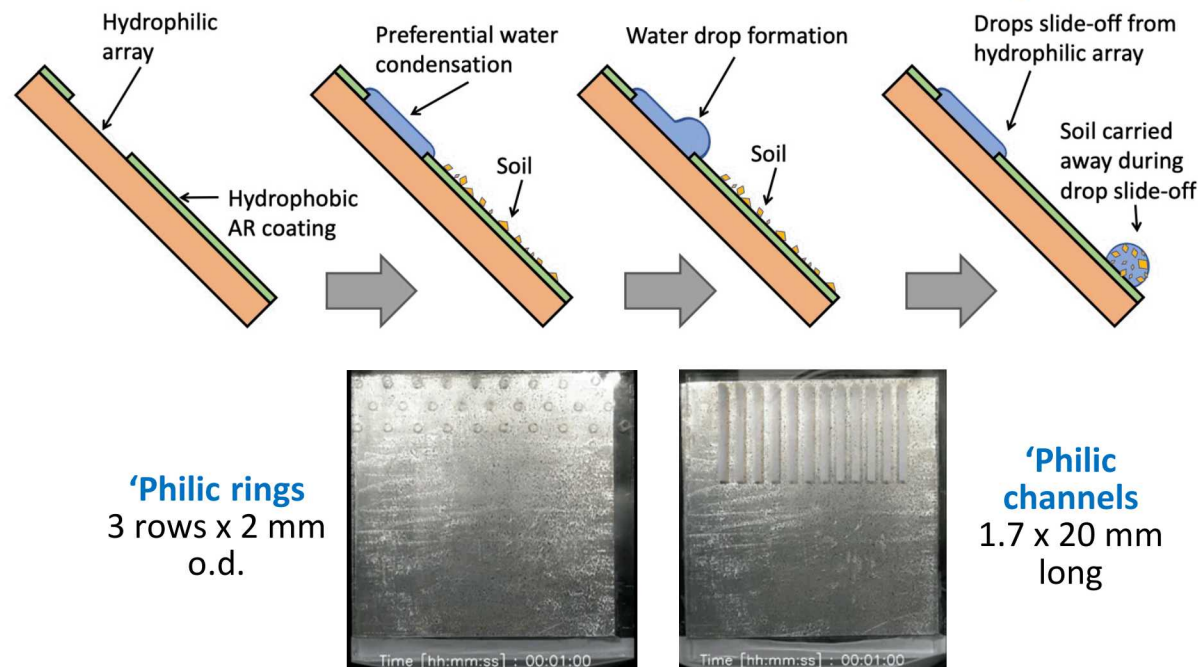 Hydrophilic
array
Preferential water
condensation
Water drop formation
Drops slide-off from
hydrophilic array
Soil
Soil
Soil carried
away during
drop slide-off
Hydrophobic
AR coating
‘Philic rings
3 rows x 2 mm
o.d.
‘Philic
channels
1.7 x 20 mm
long
Time [hh:mm:ss] : 00:01:00
Time [hh:mm:ss] : 00:01:00